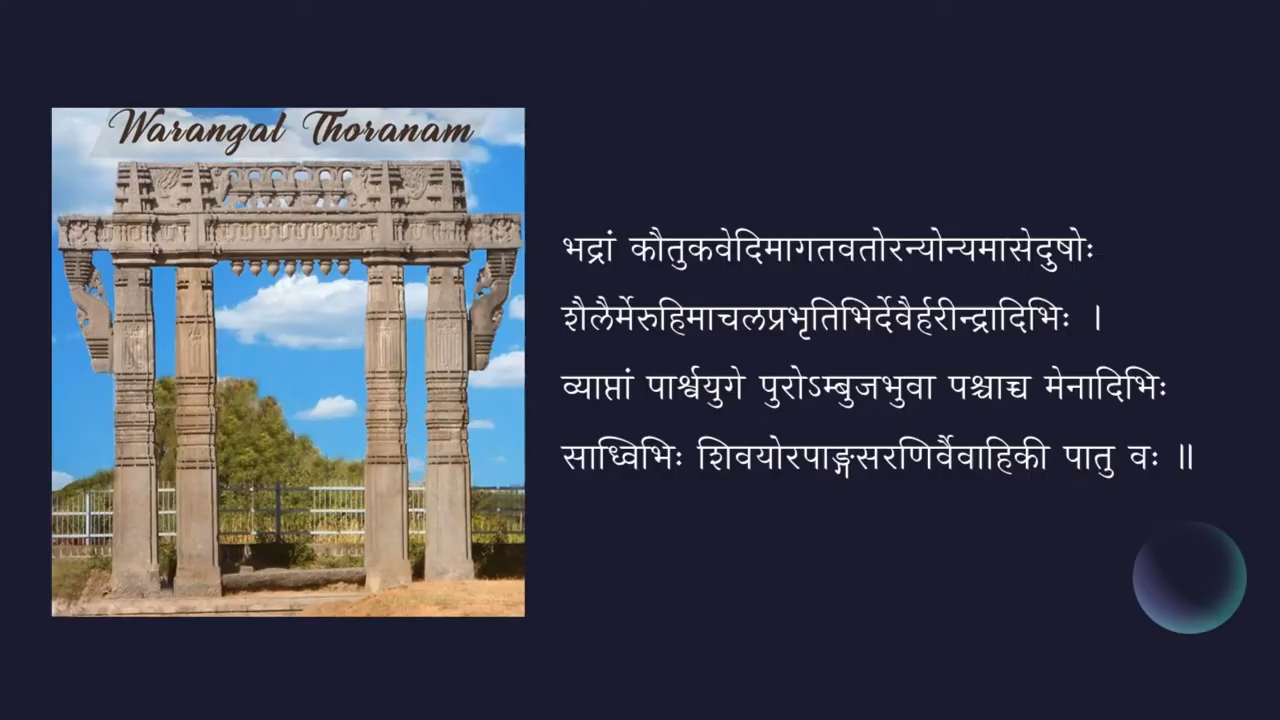 Warangal Thoranam
भद्रां कौतुकवेदिमागतवतोरन्योन्यमासेदुषोः
शैलैर्मेरुहिमाचलप्रभृतिभिर्देवैर्हरीन्द्रादिभिः ।
व्याप्तां पार्श्वयुगे पुरोऽम्बुजभुवा पश्चाच्च मेनादिभिः
साध्विभिः शिवयोरपाङ्गसरणिर्वैवाहिकी पातु वः ॥